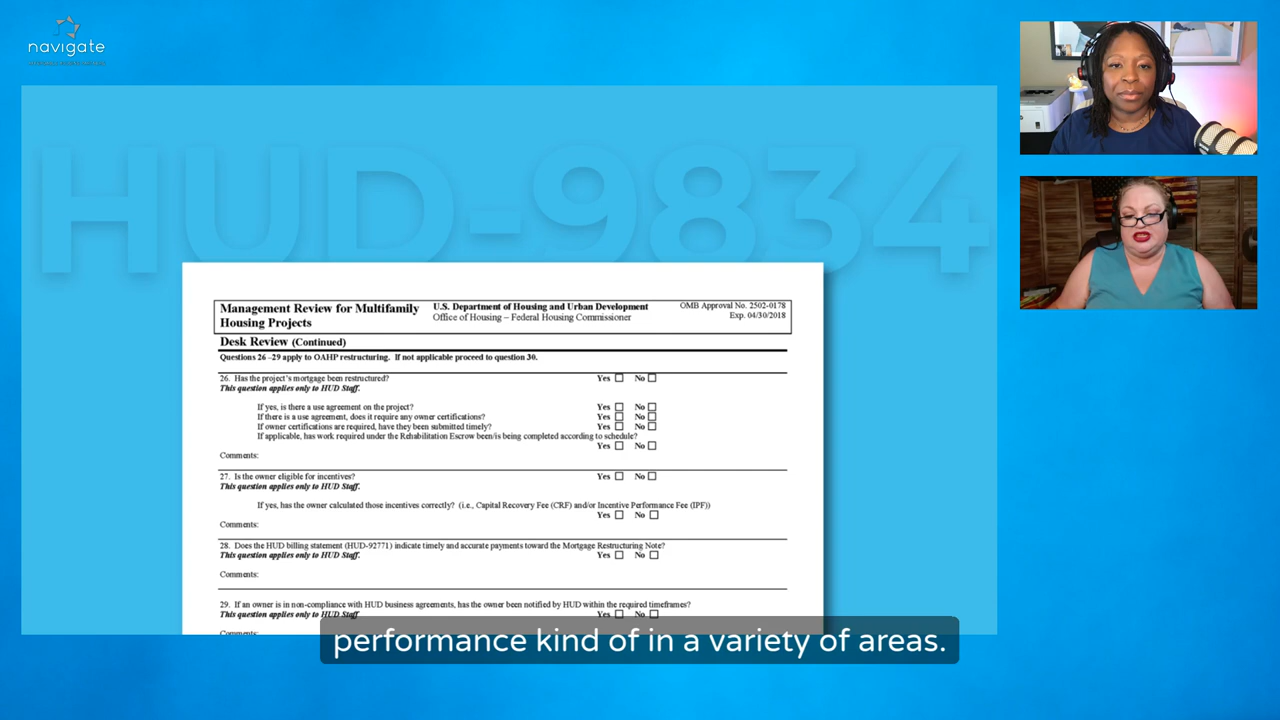 navigate
HUD-9834
Management Review for Multifamily Housing Projects
U.S. Department of Housing and Urban Development
Office of Housing – Federal Housing Commissioner
OMB Approval No. 2502-0178
Exp. 04/30/2018
Desk Review (Continued)
Questions 26 –29 apply to OAHP restructuring. If not applicable proceed to question 30.
26. Has the project's mortgage been restructured? Yes No
This question applies only to HUD Staff.
If yes, is there a use agreement on the project? Yes No
If there is a use agreement, does it require any owner certifications? Yes No
If owner certifications are required, have they been submitted timely? Yes No
If applicable, has work required under the Rehabilitation Escrow been/is being completed according to schedule?
Yes No
Comments:
27. Is the owner eligible for incentives? Yes No
This question applies only to HUD Staff.
If yes, has the owner calculated those incentives correctly? (i.e., Capital Recovery Fee (CRF) and/or Incentive Performance Fee (IPF))
Yes No
Comments:
28. Does the HUD billing statement (HUD-92771) indicate timely and accurate payments toward the Mortgage Restructuring Note?
This question applies only to HUD Staff. Yes No
Comments:
29. If an owner is in non-compliance with HUD business agreements, has the owner been notified by HUD within the required timeframes?
This question applies only to HUD Staff. Yes No
Comments:
performance kind of in a variety of areas.